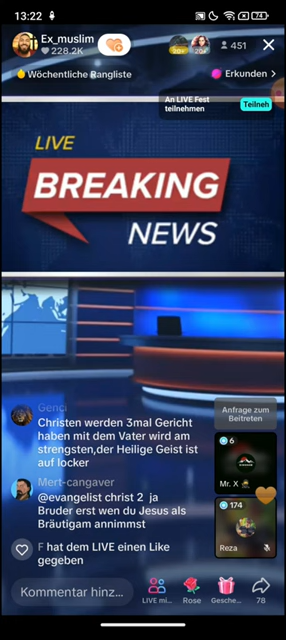 13:22
74
Ex_muslim
228.2K
20+
20+
451
Wöchentliche Rangliste
Erkunden >
An LIVE Fest
teilnehmen
Teilneh
LIVE
BREAKING
NEWS
Genci
Christen werden 3mal Gericht
haben mit dem Vater wird am
strengsten,der Heilige Geist ist
auf locker
Mert-cangaver
@evangelist christ 2 ja
Bruder erst wen du Jesus als
Bräutigam annimmst
F hat dem LIVE einen Like
gegeben
Anfrage zum
Beitreten
6
Mr. X
174
Reza
Kommentar hinz...
LIVE mi...
Rose
Gesche...
78